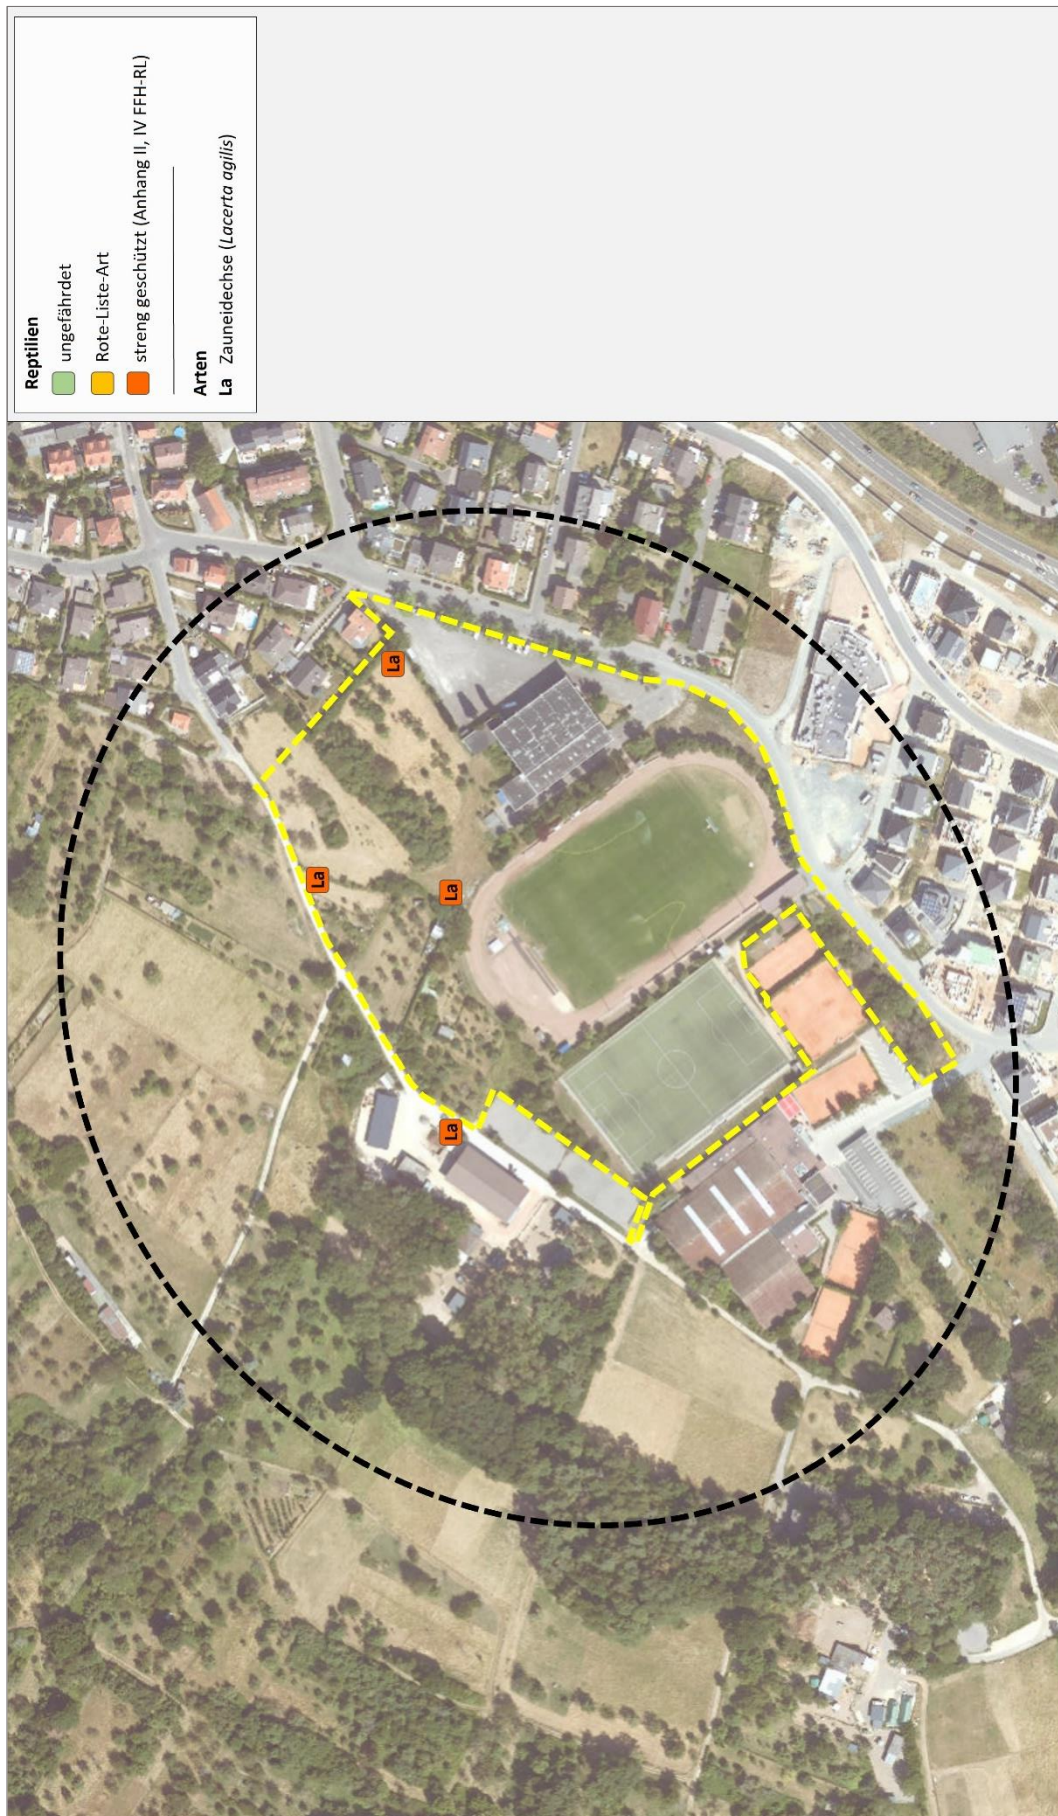 Reptilien
ungefährdet
Rote-Liste-Art
streng geschützt (Anhang II, IV FFH-RL)
Arten
La Zauneidechse (Lacerta agilis)
La
La
La
La